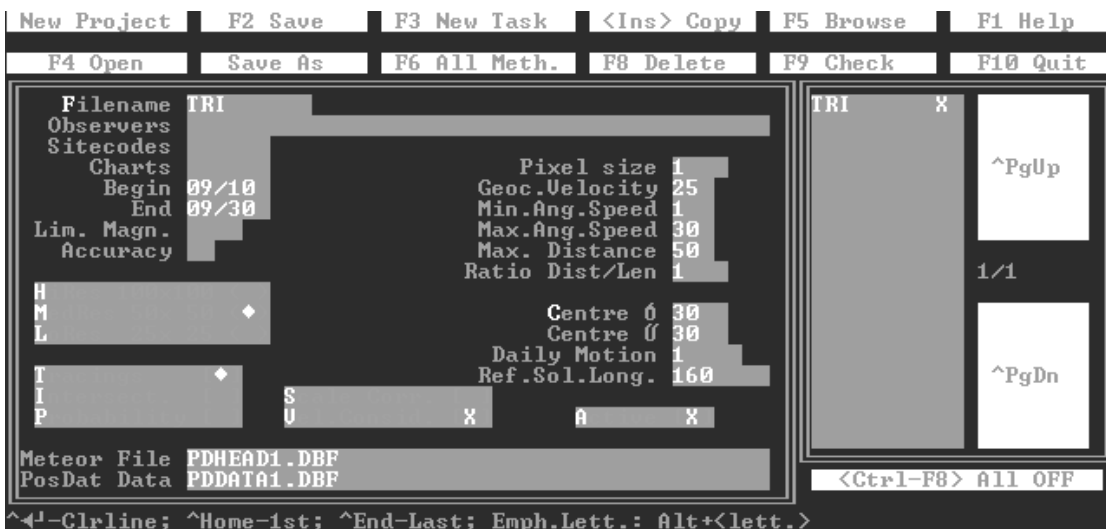 New Project F2 Save F3 New Task <Ins> Copy F5 Browse F1 Help
F4 Open Save As F6 All Meth. F8 Delete F9 Check F10 Quit
Filename TRI
Observers
Sitecodes
Charts
Begin 09/10
End 09/30
Lim. Magn.
Accuracy
Pixel size 1
Geoc.Velocity 25
Min.Ang.Speed 1
Max.Ang.Speed 30
Max. Distance 50
Ratio Dist/Len 1
H
M ◆
L
Centre ó 30
Centre Ű 30
Daily Motion 1
Ref.Sol.Long. 160
T ◆
I
P
S
V X
A X
Meteor File PDHEAD1.DBF
PosDat Data PDDATA1.DBF
TRI X
^PgUp
1/1
^PgDn
<Ctrl-F8> All OFF
^◄┘-Clrline; ^Home-1st; ^End-Last; Emph.Lett.: Alt+<lett.>